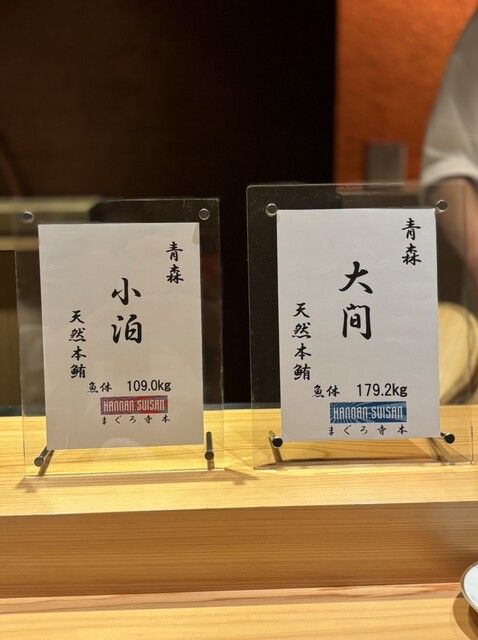 青森
小泊
天然本鮪
魚体 109.0kg
HANNAN SUISAN
まぐろ寺本
青森
大间
天然本鮪
魚体 179.2kg
HANNAN SUISAN
まぐろ寺本